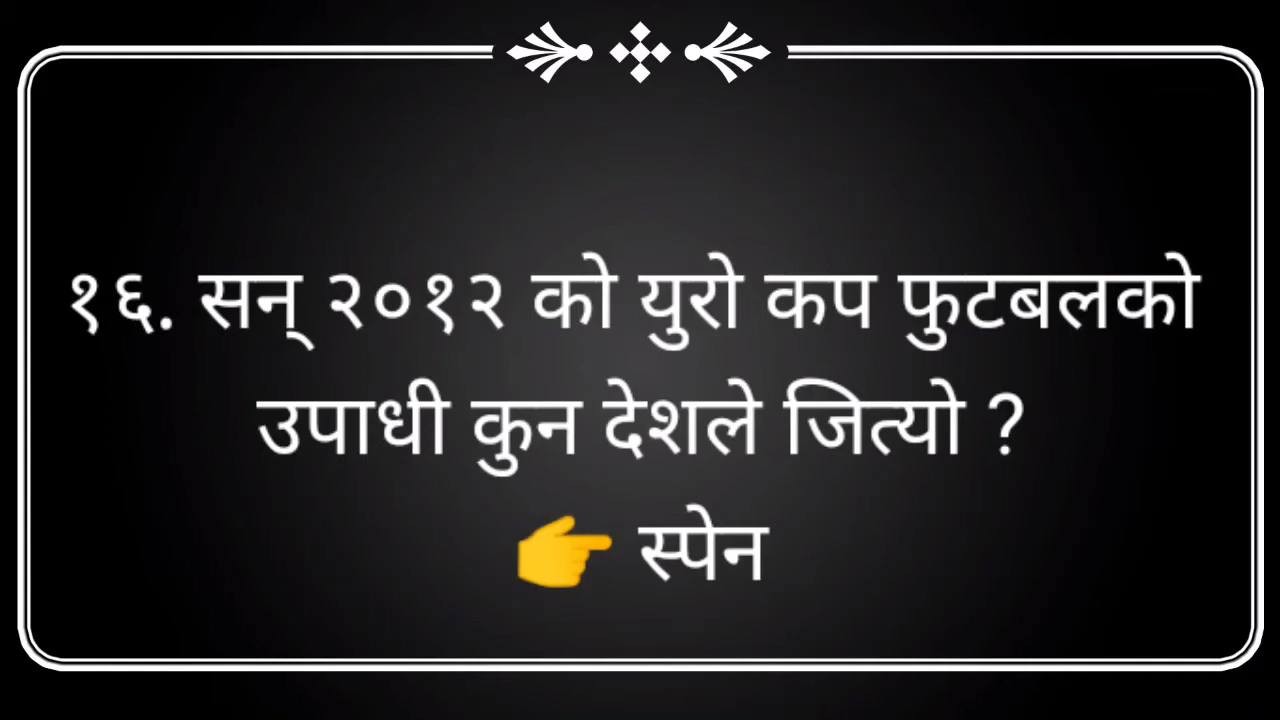 १६. सन् २०१२ को युरो कप फुटबलको
उपाधी कुन देशले जित्यो ?
👉 स्पेन